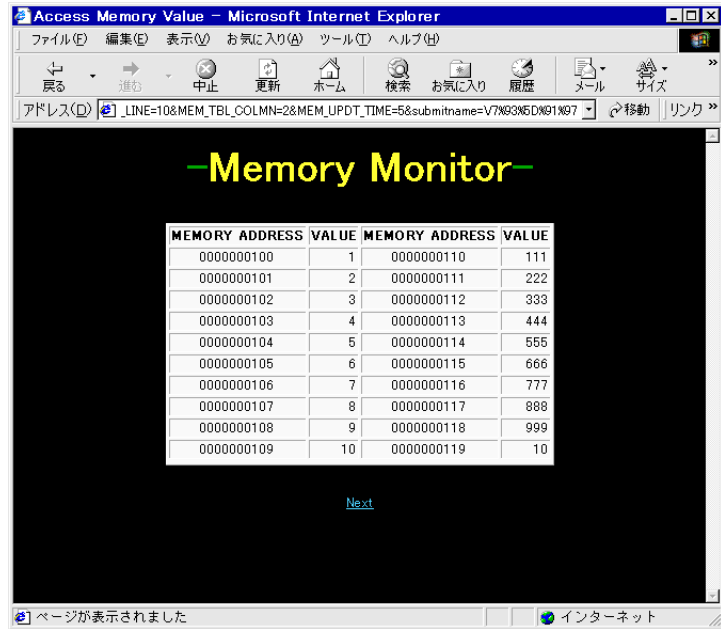 Access Memory Value - Microsoft Internet Explorer
ファイル(F) 編集(E) 表示(V) お気に入り(A) ツール(T) ヘルプ(H)
戻る 進む 中止 更新 ホーム 検索 お気に入り 履歴 メール サイズ »
アドレス(D) _LINE=10&MEM_TBL_COLMN=2&MEM_UPDT_TIME=5&submitname=V7%93%5D%91%97 移動 リンク »
-Memory Monitor-
MEMORY ADDRESS VALUE MEMORY ADDRESS VALUE
0000000100 1 0000000110 111
0000000101 2 0000000111 222
0000000102 3 0000000112 333
0000000103 4 0000000113 444
0000000104 5 0000000114 555
0000000105 6 0000000115 666
0000000106 7 0000000116 777
0000000107 8 0000000117 888
0000000108 9 0000000118 999
0000000109 10 0000000119 10
Next
ページが表示されました インターネット